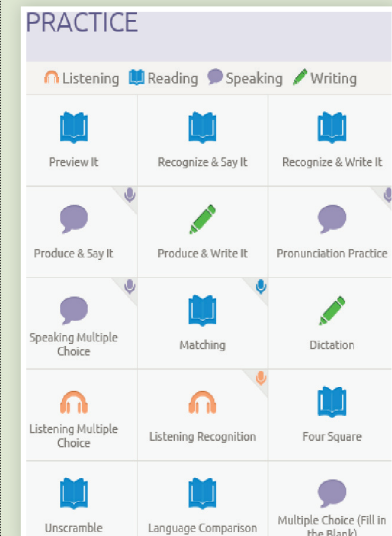 PRACTICE
Listening Reading Speaking Writing
Preview It Recognize & Say It Recognize & Write It
Produce & Say It Produce & Write It Pronunciation Practice
Speaking Multiple
Choice
Matching
Dictation
Listening Multiple
Choice
Listening Recognition
Four Square
Unscramble
Language Comparison
Multiple Choice (Fill in
the Blank)